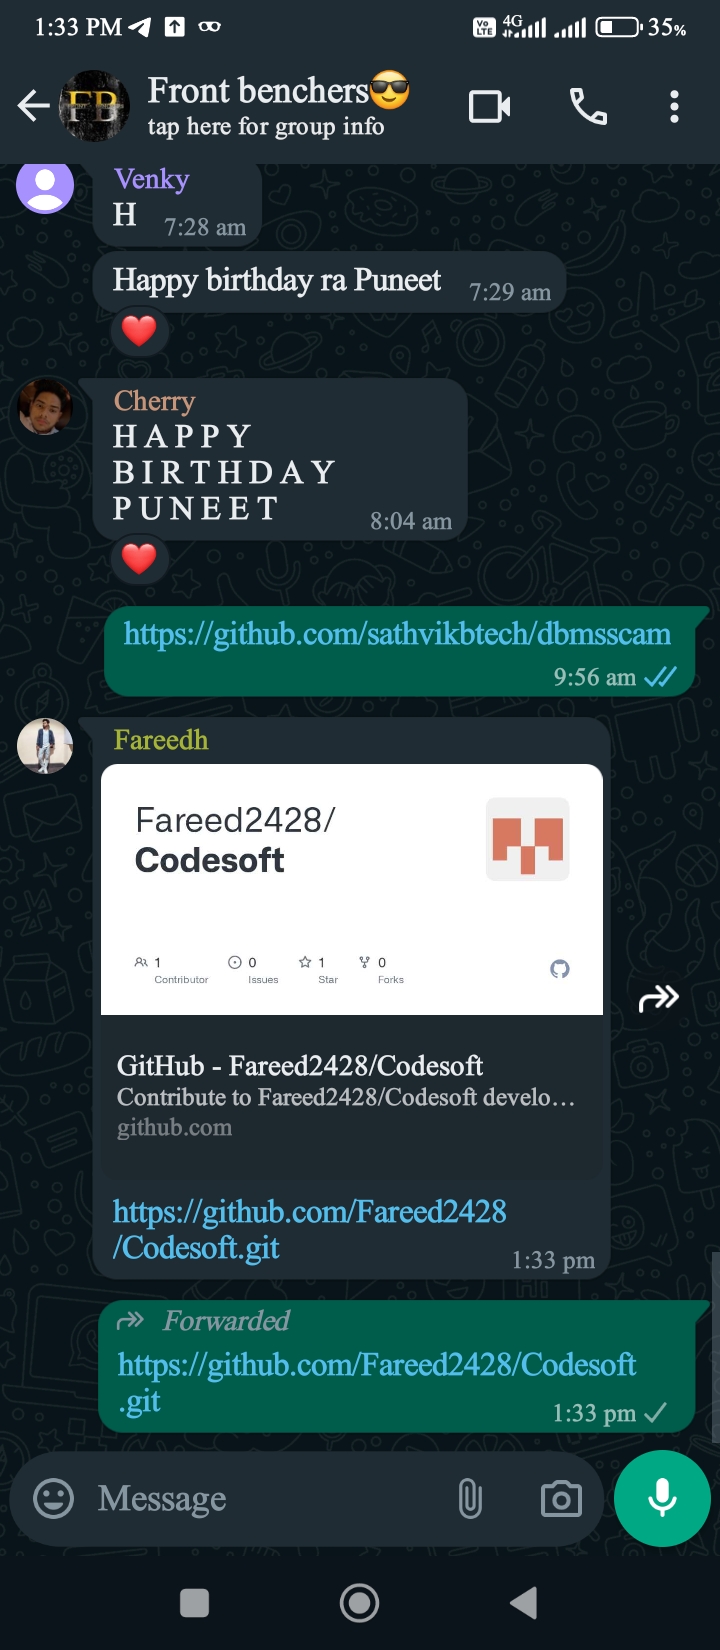 1:33 PM
Vo LTE 4G 35%
FB
Front benchers😎
tap here for group info
Venky
H 7:28 am
Happy birthday ra Puneet 7:29 am
❤️
Cherry
H A P P Y
B I R T H D A Y
P U N E E T 8:04 am
❤️
https://github.com/sathvikbtech/dbmsscam
9:56 am
Fareedh
Fareed2428/
Codesoft
1 0 1 0
Contributor Issues Star Forks
GitHub - Fareed2428/Codesoft
Contribute to Fareed2428/Codesoft develo...
github.com
https://github.com/Fareed2428
/Codesoft.git 1:33 pm
Forwarded
https://github.com/Fareed2428/Codesoft
.git 1:33 pm
Message